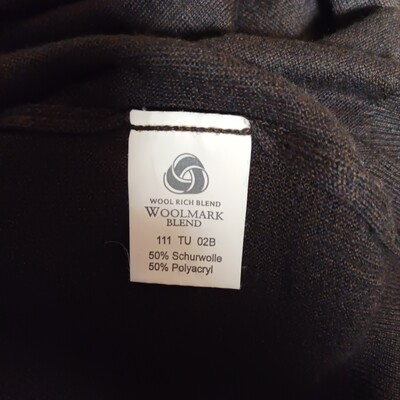 WOOL RICH BLEND
WOOLMARK
BLEND
111 TU 02B
50% Schurwolle
50% Polyacryl